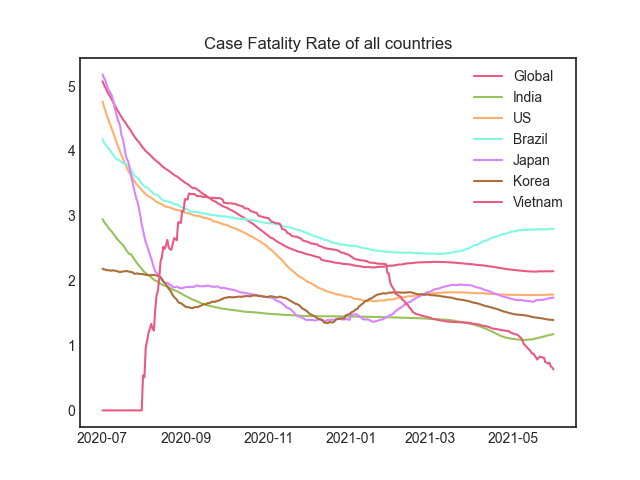 Case Fatality Rate of all countries
Global
India
US
Brazil
Japan
Korea
Vietnam
5
4
3
2
1
0
2020-07 2020-09 2020-11 2021-01 2021-03 2021-05